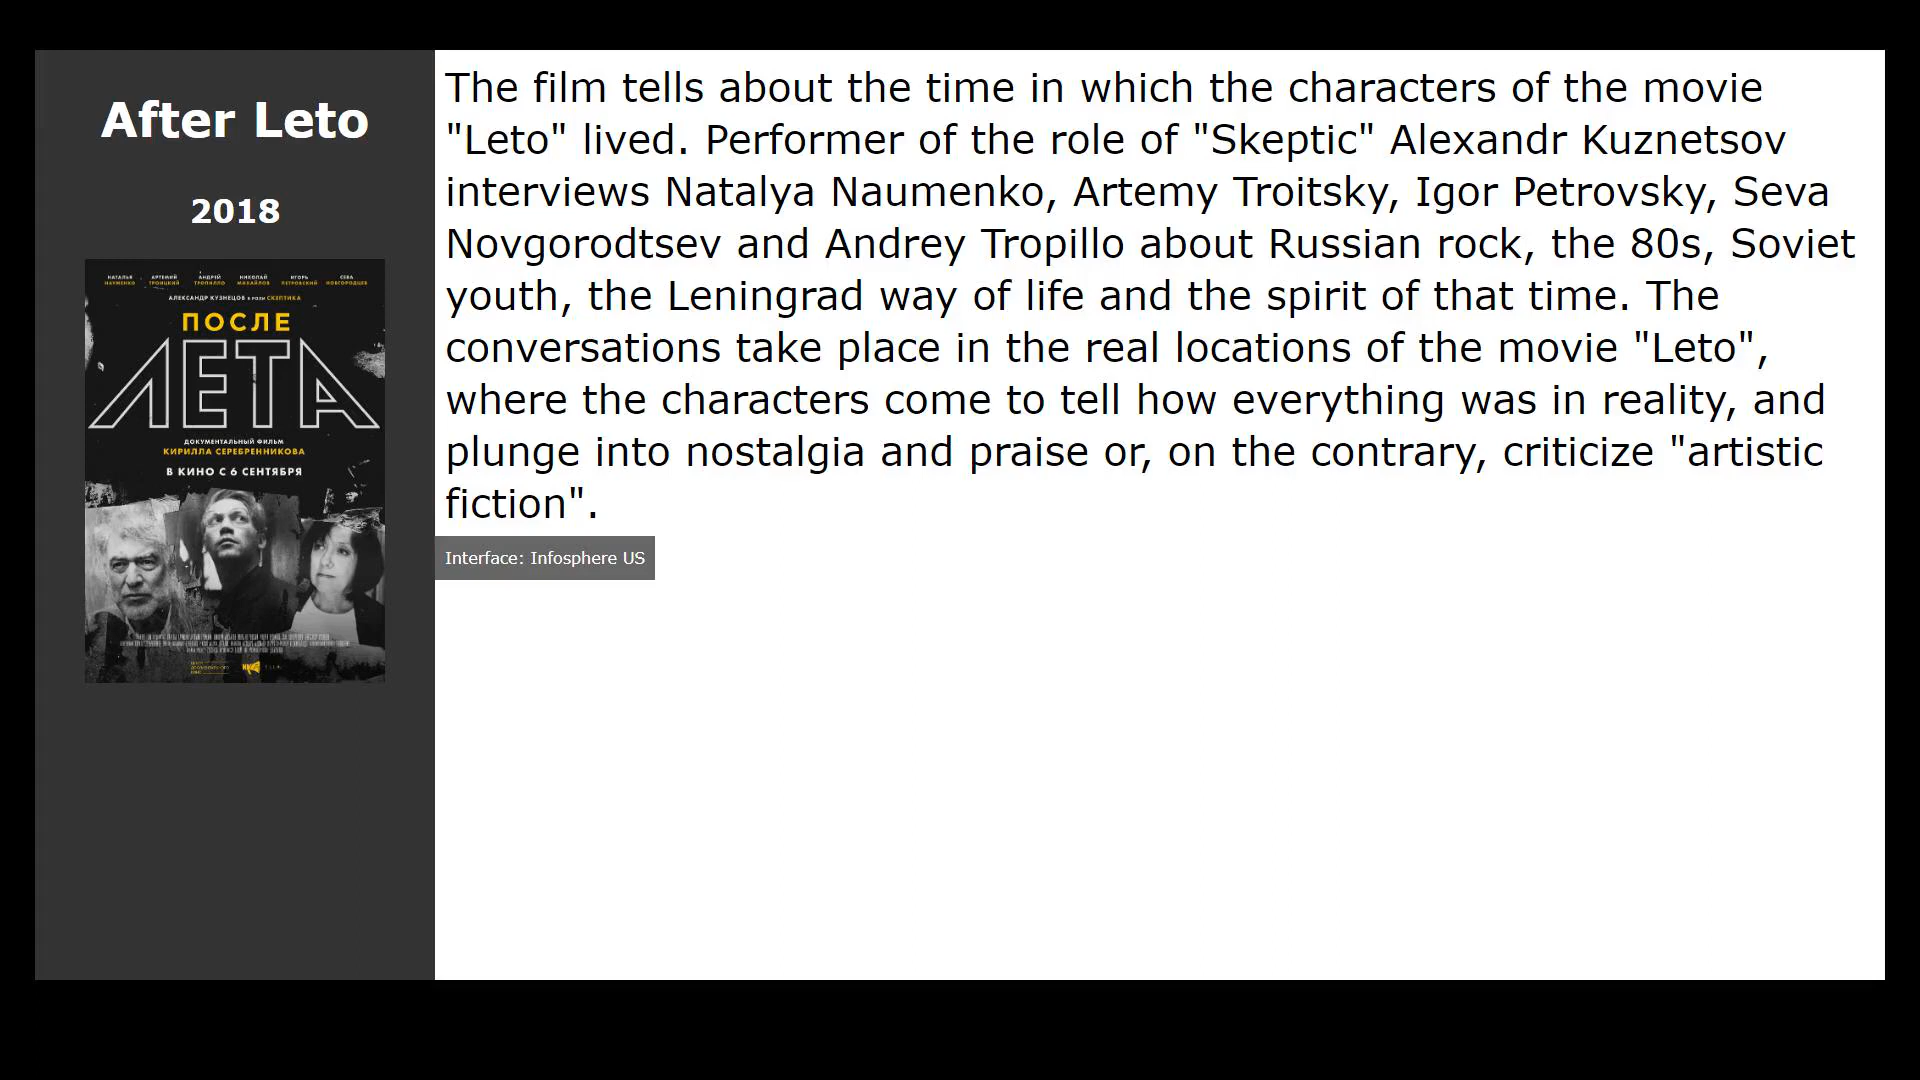 After Leto
2018
НАТАЛЬЯ НАУМЕНКО АРТЕМИЙ ТРОИЦКИЙ АНДРЕЙ ТРОПИЛЛО НИКОЛАЙ МИХАЙЛОВ ИГОРЬ ПЕТРОВСКИЙ СЕВА НОВГОРОДЦЕВ
АЛЕКСАНДР КУЗНЕЦОВ В РОЛИ СКЕПТИКА
ПОСЛЕ
ЛЕТА
ДОКУМЕНТАЛЬНЫЙ ФИЛЬМ
КИРИЛЛА СЕРЕБРЕННИКОВА
В КИНО С 6 СЕНТЯБРЯ
The film tells about the time in which the characters of the movie
"Leto" lived. Performer of the role of "Skeptic" Alexandr Kuznetsov
interviews Natalya Naumenko, Artemy Troitsky, Igor Petrovsky, Seva
Novgorodtsev and Andrey Tropillo about Russian rock, the 80s, Soviet
youth, the Leningrad way of life and the spirit of that time. The
conversations take place in the real locations of the movie "Leto",
where the characters come to tell how everything was in reality, and
plunge into nostalgia and praise or, on the contrary, criticize "artistic
fiction".
Interface: Infosphere US